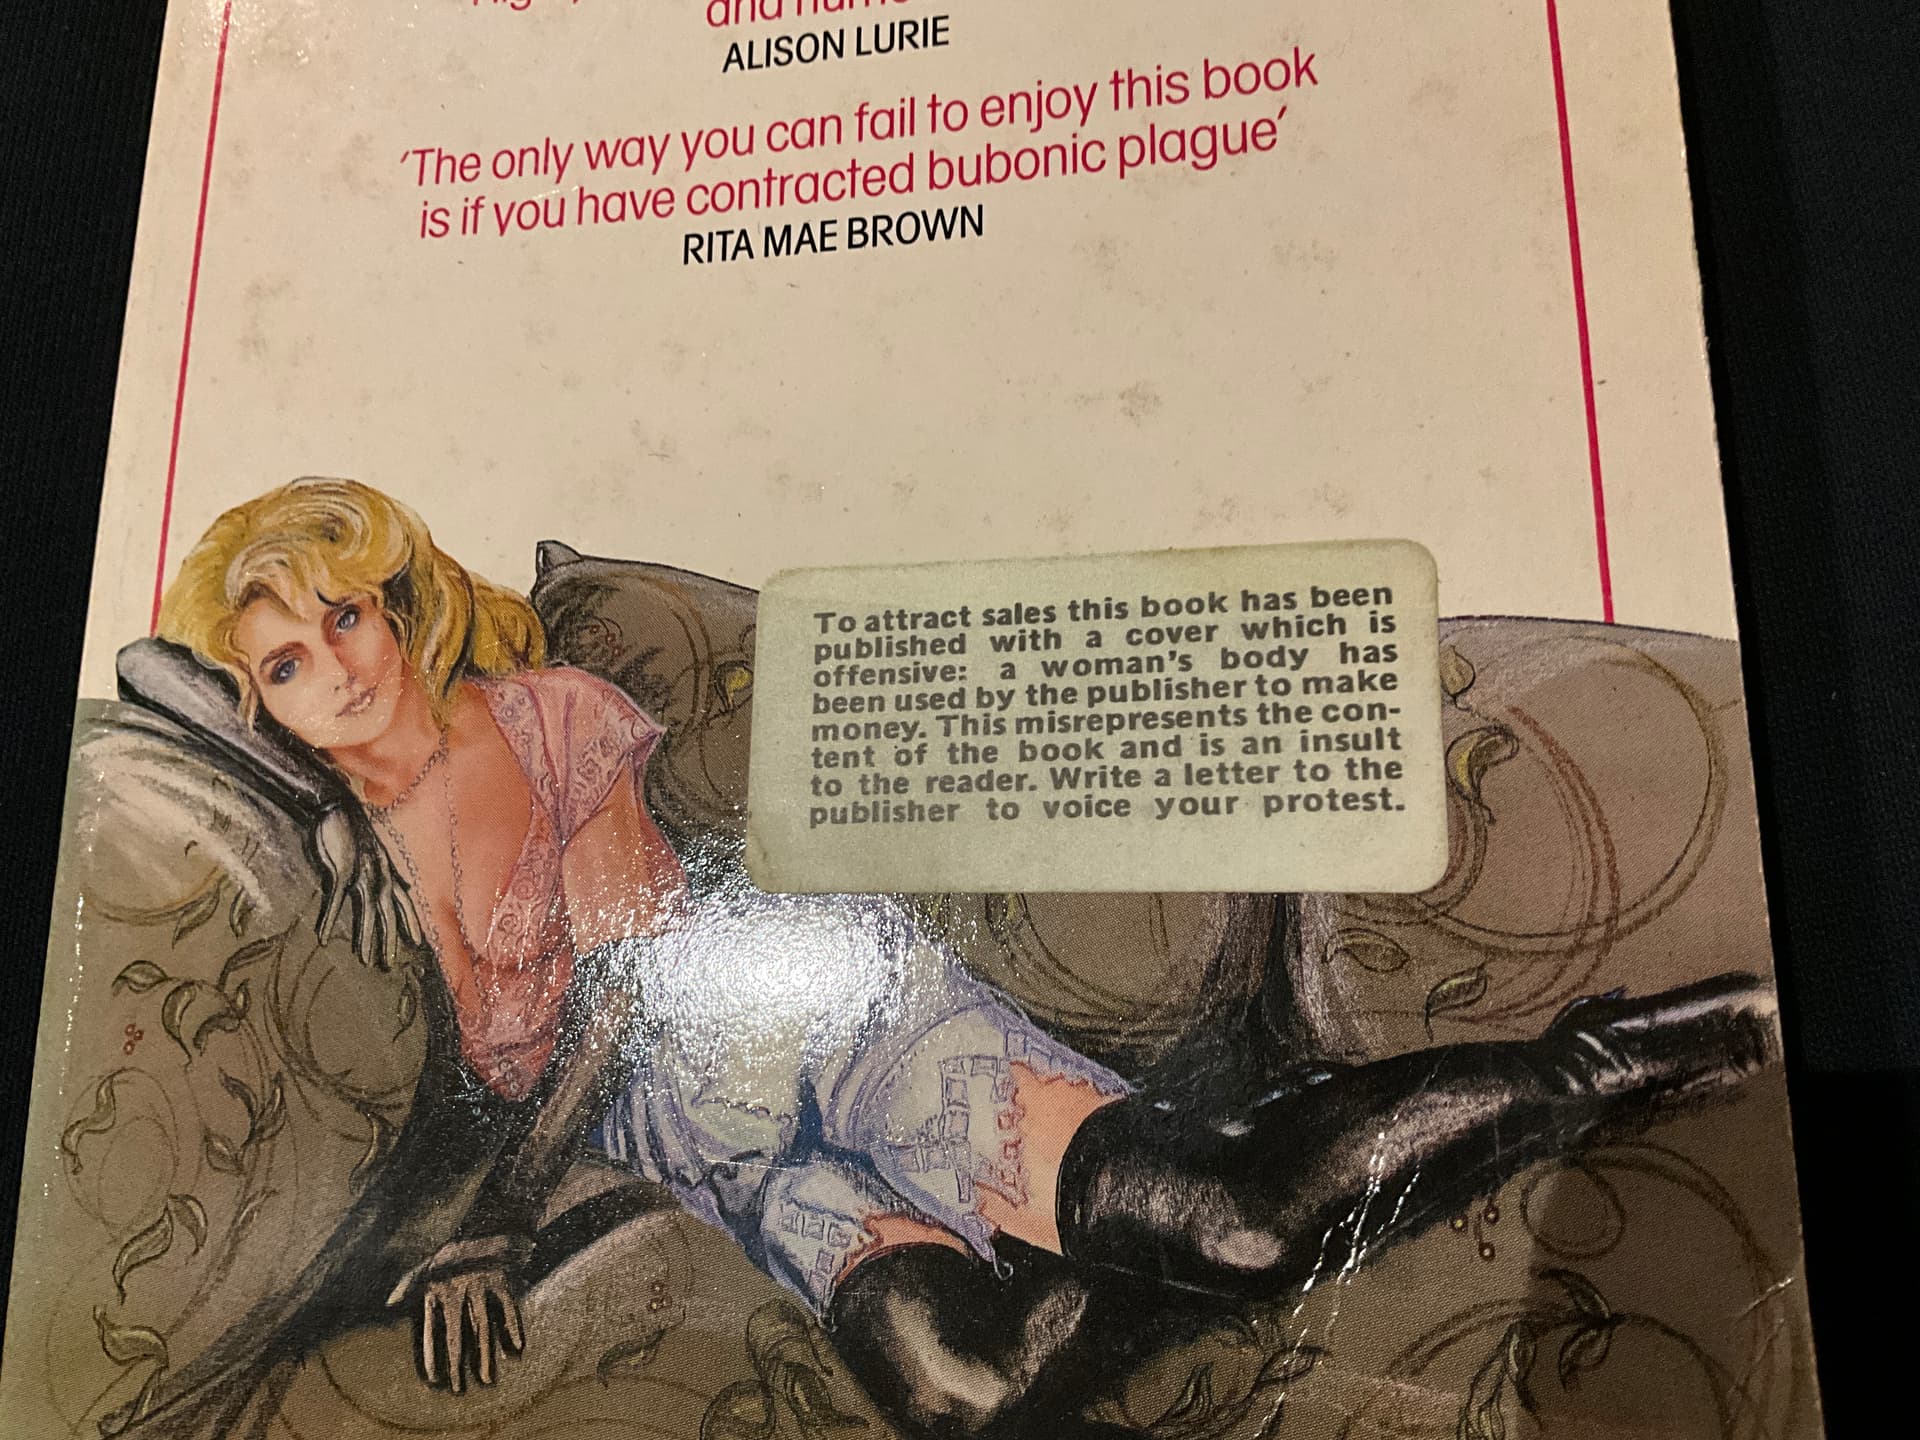 and
ALISON LURIE
'The only way you can fail to enjoy this book
is if you have contracted bubonic plague'
RITA MAE BROWN
To attract sales this book has been
published with a cover which is
offensive: a woman's body has
been used by the publisher to make
money. This misrepresents the con-
tent of the book and is an insult
to the reader. Write a letter to the
publisher to voice your protest.